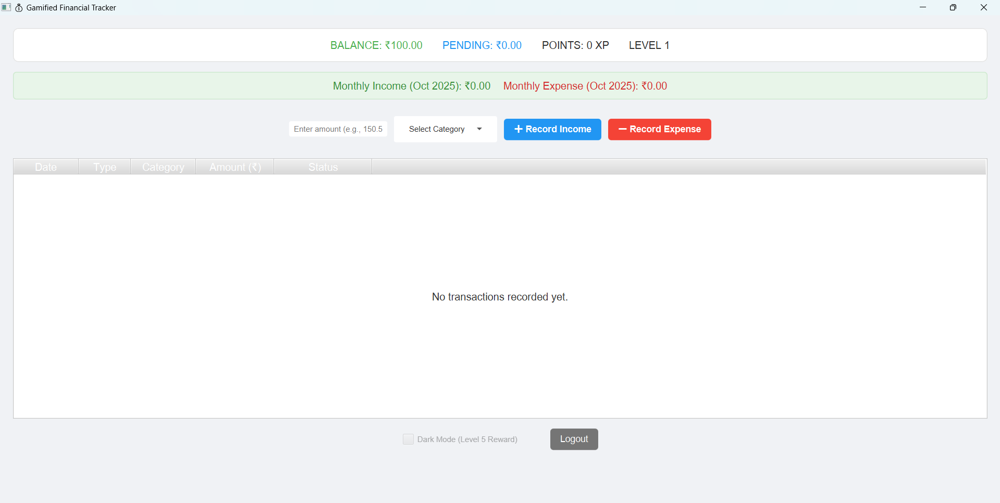 Gamified Financial Tracker
BALANCE: ₹100.00 PENDING: ₹0.00 POINTS: 0 XP LEVEL 1
Monthly Income (Oct 2025): ₹0.00 Monthly Expense (Oct 2025): ₹0.00
Enter amount (e.g., 150.5 Select Category + Record Income − Record Expense
Date Type Category Amount (₹) Status
No transactions recorded yet.
Dark Mode (Level 5 Reward) Logout